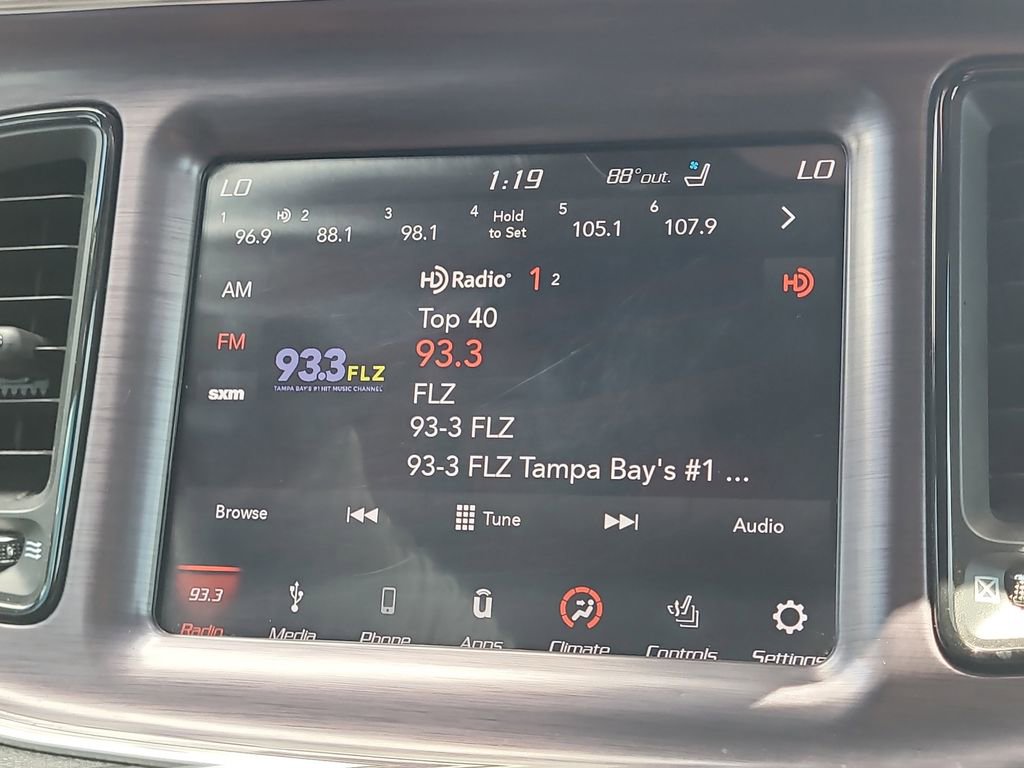 LO 1:19 88°out. LO
1 96.9 HD 2 88.1 3 98.1 4 Hold to Set 5 105.1 6 107.9
HD Radio 1 2 HD
AM
Top 40
FM
93.3
93.3 FLZ
TAMPA BAY'S #1 HIT MUSIC CHANNEL
sxm
FLZ
93-3 FLZ
93-3 FLZ Tampa Bay's #1 ...
Browse Tune Audio
93.3
Radio Media Phone Apps Climate Controls Settings